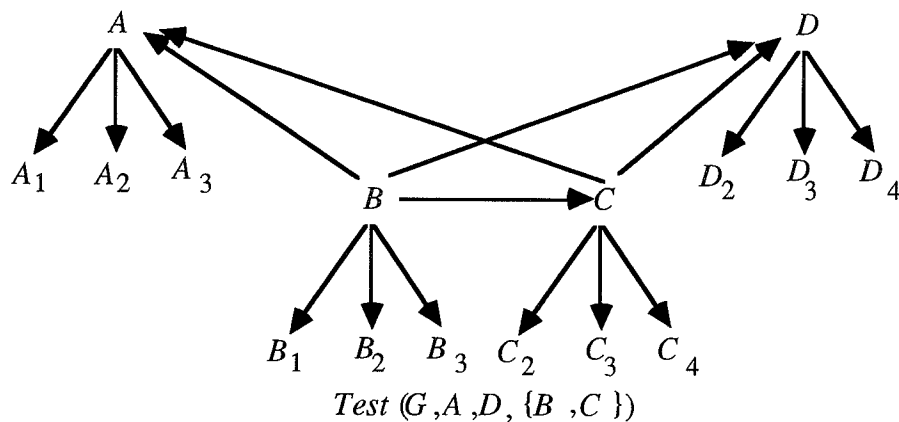 A D
A1 A2 A3 D2 D3 D4
B C
B1 B2 B3 C2 C3 C4
Test (G ,A ,D, {B ,C })